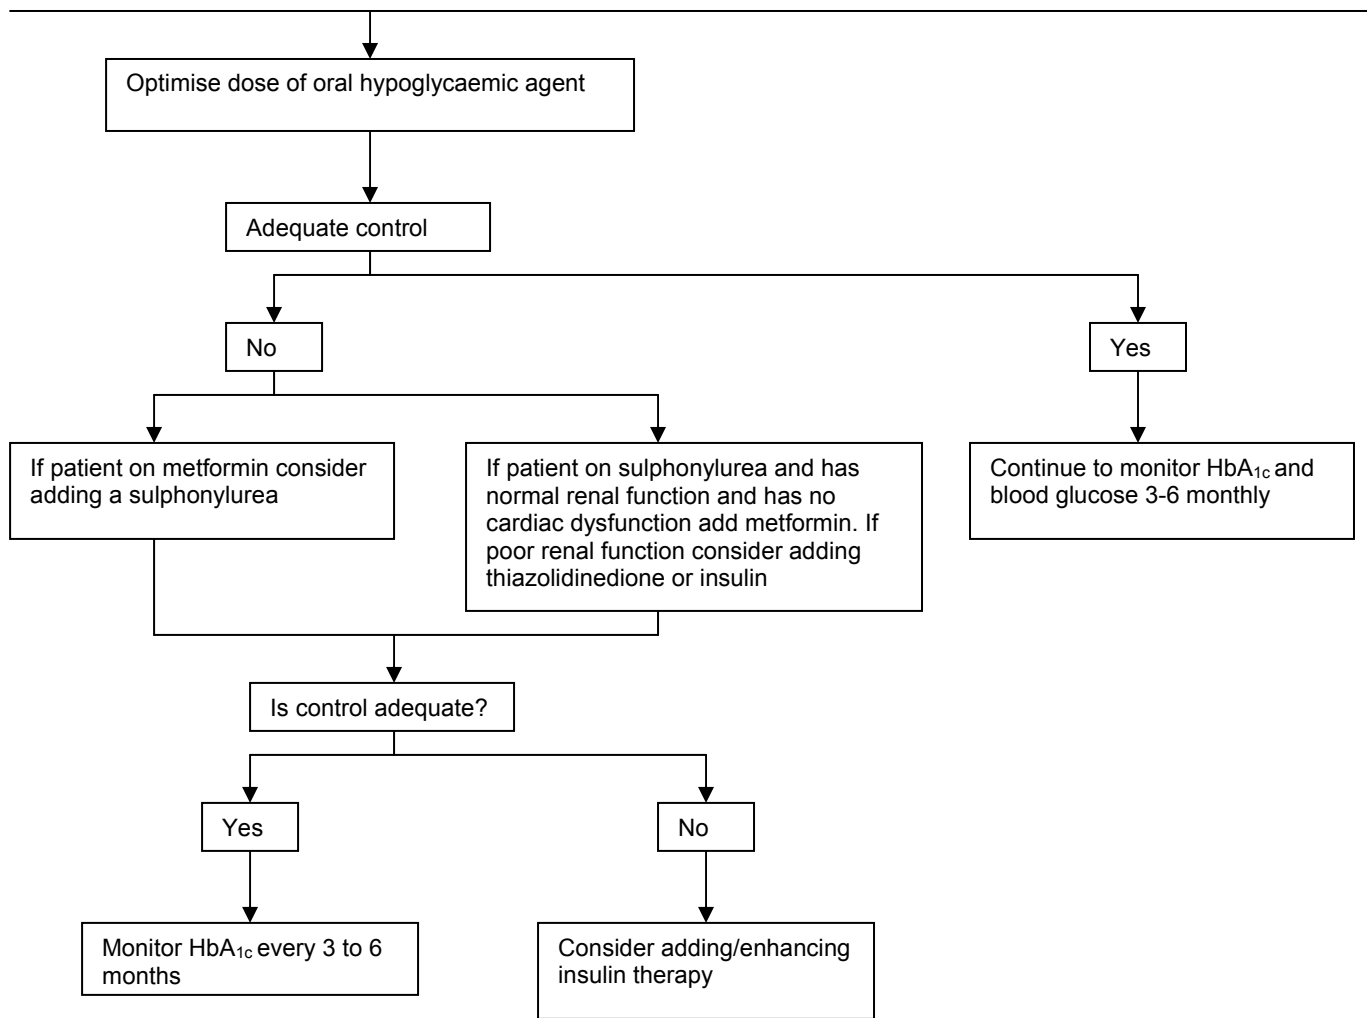 Optimise dose of oral hypoglycaemic agent
Adequate control
No
Yes
If patient on metformin consider
adding a sulphonylurea
If patient on sulphonylurea and has
normal renal function and has no
cardiac dysfunction add metformin. If
poor renal function consider adding
thiazolidinedione or insulin
Continue to monitor HbA1c and
blood glucose 3-6 monthly
Is control adequate?
Yes
No
Monitor HbA1c every 3 to 6
months
Consider adding/enhancing
insulin therapy